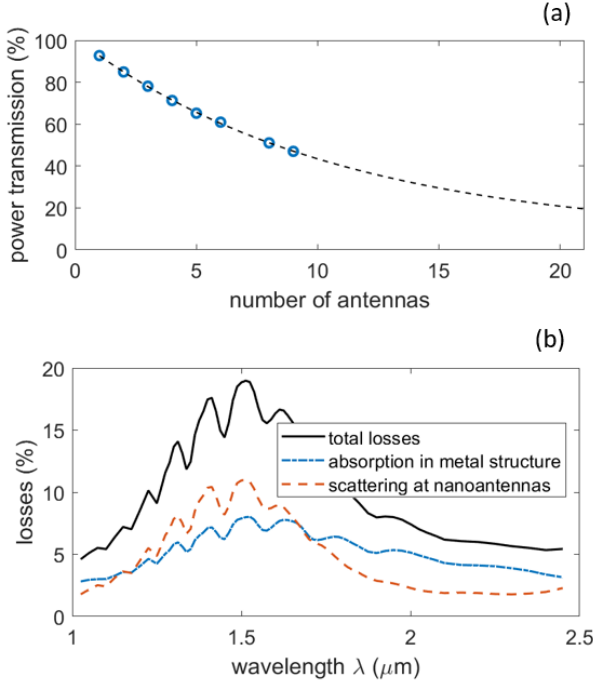 (a)
power transmission (%)
100
80
60
40
20
0
0
5
10
15
20
number of antennas
(b)
losses (%)
20
15
10
5
0
total losses
absorption in metal structure
scattering at nanoantennas
1
1.5
2
2.5
wavelength λ (μm)